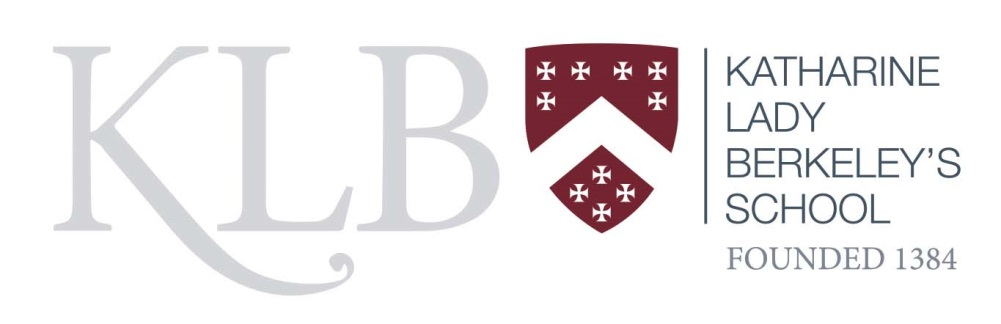 KLB
KATHARINE
LADY
BERKELEY'S
SCHOOL
FOUNDED 1384